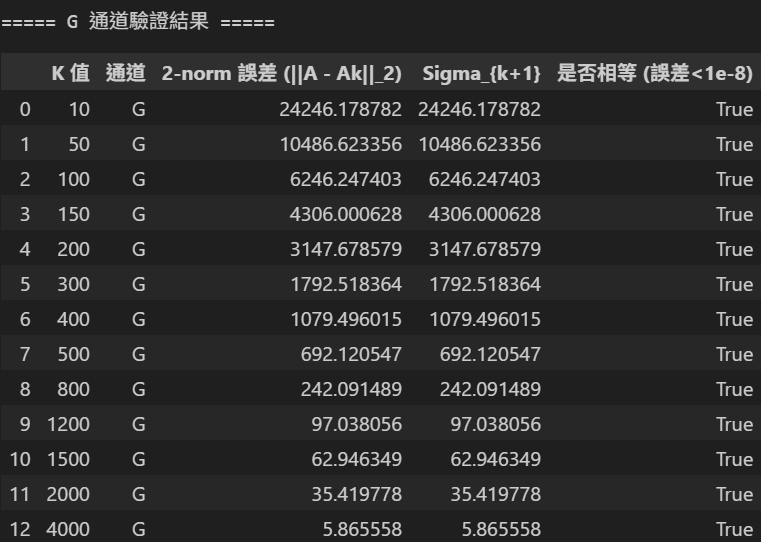 ===== G 通道驗證結果 =====
K 值 通道 2-norm 誤差 (||A - Ak||_2) Sigma_{k+1} 是否相等 (誤差<1e-8)
0 10 G 24246.178782 24246.178782 True
1 50 G 10486.623356 10486.623356 True
2 100 G 6246.247403 6246.247403 True
3 150 G 4306.000628 4306.000628 True
4 200 G 3147.678579 3147.678579 True
5 300 G 1792.518364 1792.518364 True
6 400 G 1079.496015 1079.496015 True
7 500 G 692.120547 692.120547 True
8 800 G 242.091489 242.091489 True
9 1200 G 97.038056 97.038056 True
10 1500 G 62.946349 62.946349 True
11 2000 G 35.419778 35.419778 True
12 4000 G 5.865558 5.865558 True